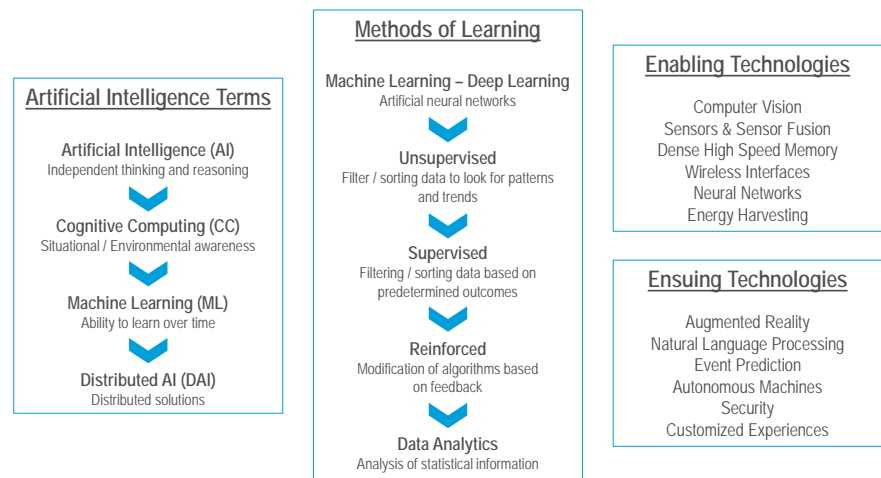 Artificial Intelligence Terms
Artificial Intelligence (AI)
Independent thinking and reasoning
Cognitive Computing (CC)
Situational / Environmental awareness
Machine Learning (ML)
Ability to learn over time
Distributed AI (DAI)
Distributed solutions
Methods of Learning
Machine Learning – Deep Learning
Artificial neural networks
Unsupervised
Filter / sorting data to look for patterns
and trends
Supervised
Filtering / sorting data based on
predetermined outcomes
Reinforced
Modification of algorithms based
on feedback
Data Analytics
Analysis of statistical information
Enabling Technologies
Computer Vision
Sensors & Sensor Fusion
Dense High Speed Memory
Wireless Interfaces
Neural Networks
Energy Harvesting
Ensuing Technologies
Augmented Reality
Natural Language Processing
Event Prediction
Autonomous Machines
Security
Customized Experiences